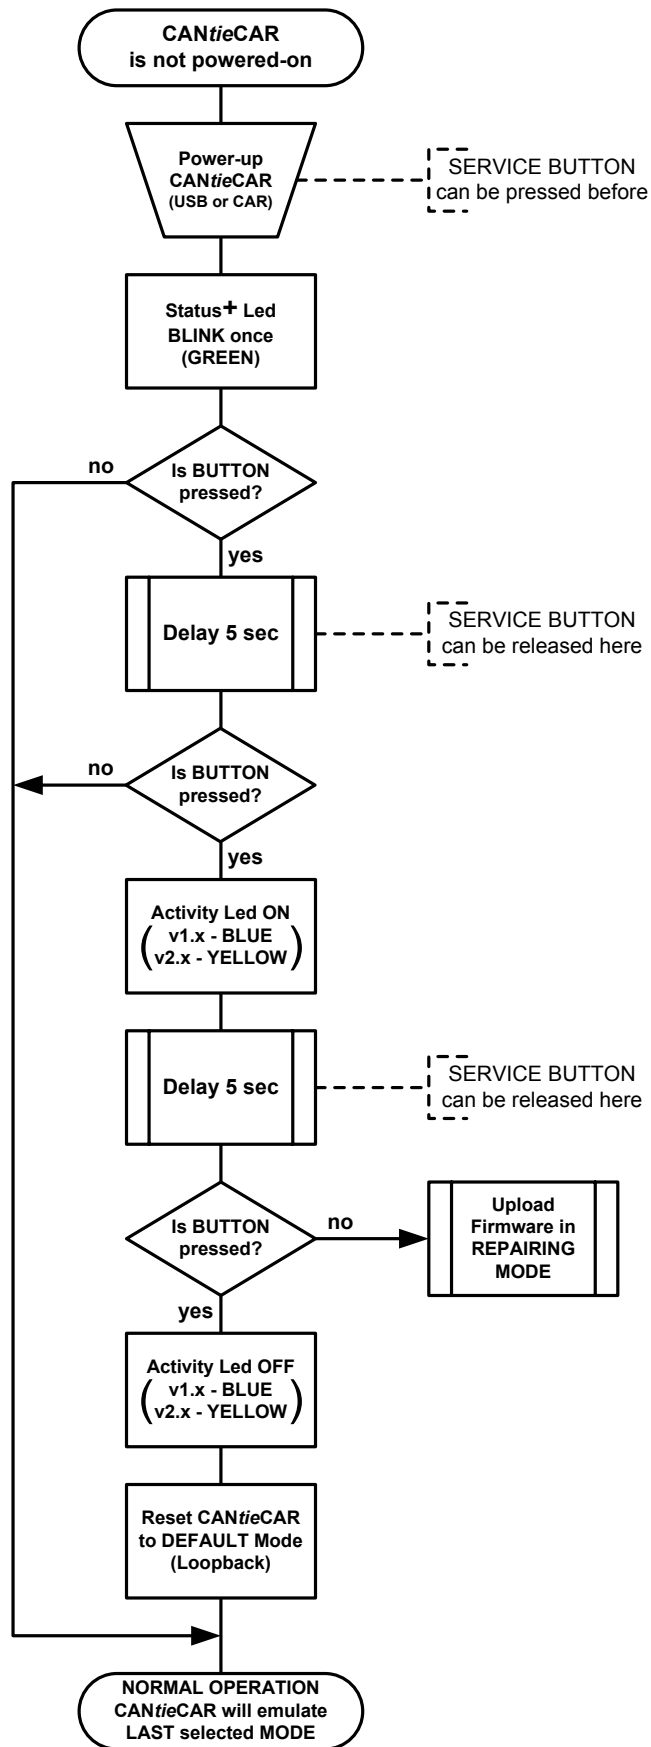 CANtieCAR
is not powered-on
Power-up
CANtieCAR
(USB or CAR)
SERVICE BUTTON
can be pressed before
Status+ Led
BLINK once
(GREEN)
Is BUTTON
pressed?
no
yes
Delay 5 sec
SERVICE BUTTON
can be released here
Is BUTTON
pressed?
no
yes
Activity Led ON
(v1.x - BLUE
v2.x - YELLOW)
Delay 5 sec
SERVICE BUTTON
can be released here
Is BUTTON
pressed?
no
Upload
Firmware in
REPAIRING
MODE
yes
Activity Led OFF
(v1.x - BLUE
v2.x - YELLOW)
Reset CANtieCAR
to DEFAULT Mode
(Loopback)
NORMAL OPERATION
CANtieCAR will emulate
LAST selected MODE